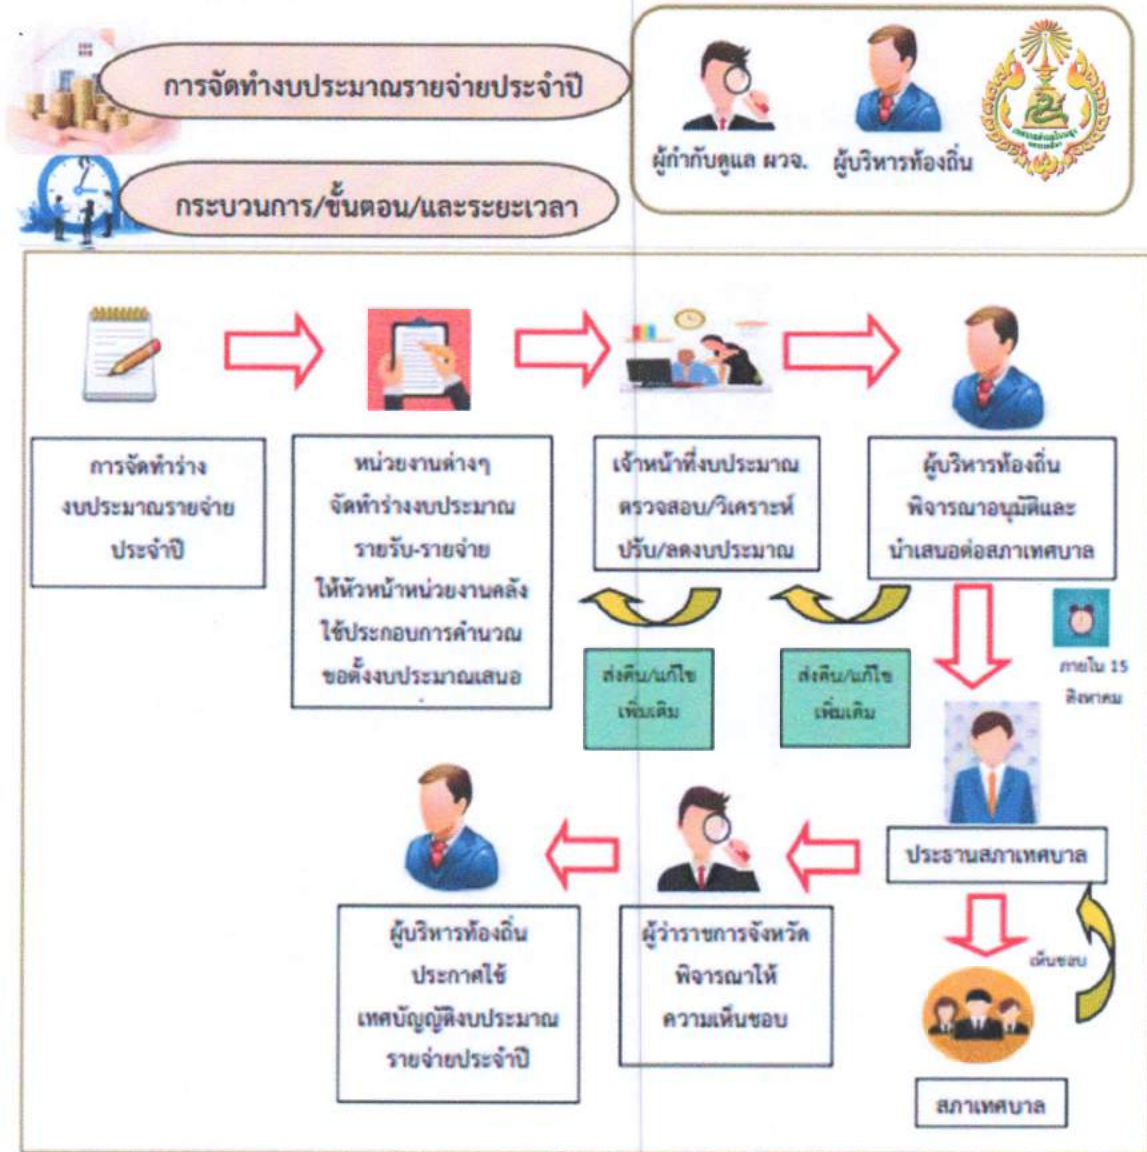 การจัดทำงบประมาณรายจ่ายประจำปี
ผู้กำกับดูแล ผวจ.
ผู้บริหารท้องถิ่น
กระบวนการ/ขั้นตอน/และระยะเวลา
การจัดทำร่าง
งบประมาณรายจ่าย
ประจำปี
หน่วยงานต่างๆ
จัดทำร่างงบประมาณ
รายรับ-รายจ่าย
ให้หัวหน้าหน่วยงานคลัง
ใช้ประกอบการคำนวณ
ขอตั้งงบประมาณเสนอ
เจ้าหน้าที่งบประมาณ
ตรวจสอบ/วิเคราะห์
ปรับ/ลดงบประมาณ
ผู้บริหารท้องถิ่น
พิจารณาอนุมัติและ
นำเสนอต่อสภาเทศบาล
ส่งคืน/แก้ไข
เพิ่มเติม
ส่งคืน/แก้ไข
เพิ่มเติม
ภายใน 15
สิงหาคม
ประธานสภาเทศบาล
เห็นชอบ
สภาเทศบาล
ผู้ว่าราชการจังหวัด
พิจารณาให้
ความเห็นชอบ
ผู้บริหารท้องถิ่น
ประกาศใช้
เทศบัญญัติงบประมาณ
รายจ่ายประจำปี